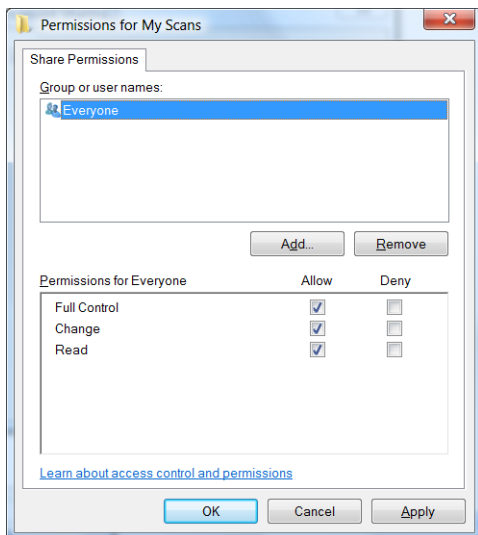 Permissions for My Scans
Share Permissions
Group or user names:
Everyone
Add... Remove
Permissions for Everyone Allow Deny
Full Control
Change
Read
Learn about access control and permissions
OK Cancel Apply